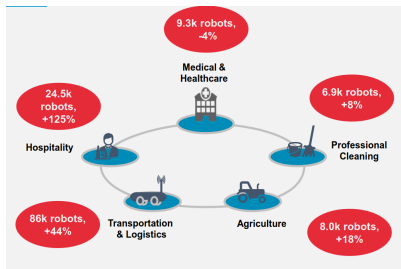 9.3k robots,
-4%
Medical &
Healthcare
24.5k
robots,
+125%
Hospitality
6.9k robots,
+8%
Professional
Cleaning
86k robots,
+44%
Transportation
& Logistics
Agriculture
8.0k robots,
+18%